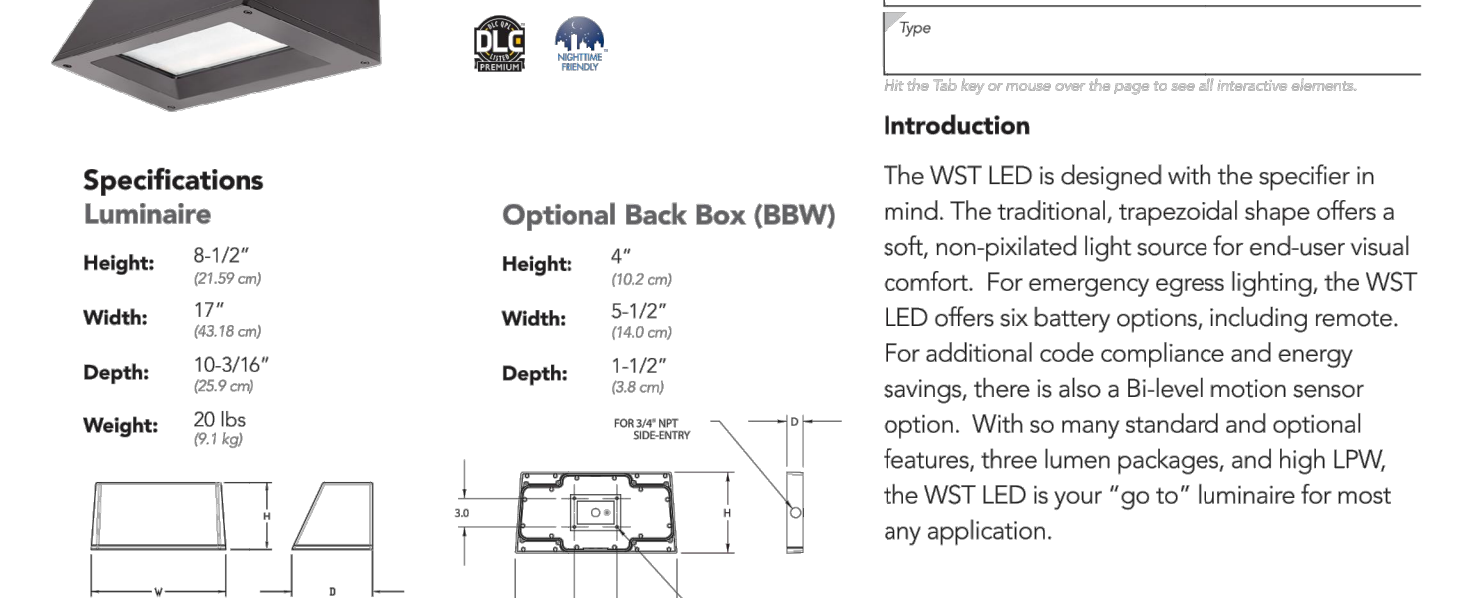 DLC QPL
DLC
LISTED
PREMIUM
NIGHTTIME
FRIENDLY
Type
Hit the Tab key or mouse over the page to see all interactive elements.
Specifications
Luminaire
Height: 8-1/2”
(21.59 cm)
Width: 17”
(43.18 cm)
Depth: 10-3/16”
(25.9 cm)
Weight: 20 lbs
(9.1 kg)
H
W
D
Optional Back Box (BBW)
Height: 4”
(10.2 cm)
Width: 5-1/2”
(14.0 cm)
Depth: 1-1/2”
(3.8 cm)
FOR 3/4" NPT
SIDE-ENTRY
D
3.0
H
Introduction
The WST LED is designed with the specifier in
mind. The traditional, trapezoidal shape offers a
soft, non-pixilated light source for end-user visual
comfort.  For emergency egress lighting, the WST
LED offers six battery options, including remote.
For additional code compliance and energy
savings, there is also a Bi-level motion sensor
option.  With so many standard and optional
features, three lumen packages, and high LPW,
the WST LED is your “go to” luminaire for most
any application.